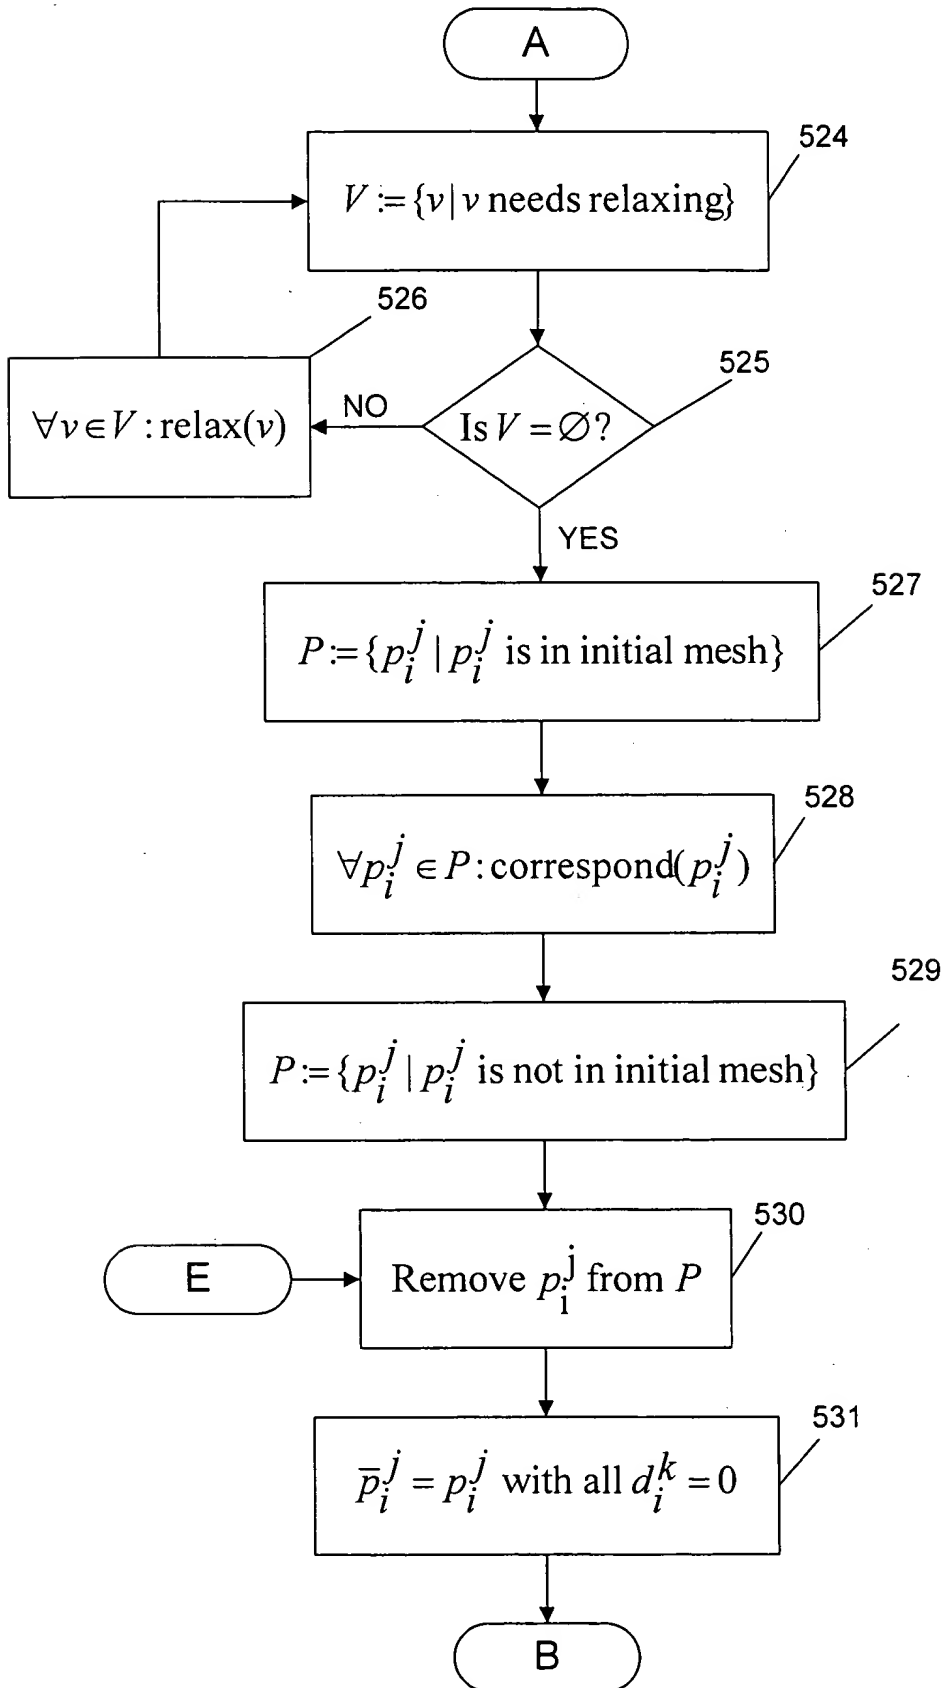 A
524
V := {v | v needs relaxing}
526
525
∀v ∈ V : relax(v)
NO
Is V = ∅?
YES
527
P := {p_i^j | p_i^j is in initial mesh}
528
∀p_i^j ∈ P : correspond(p_i^j)
529
P := {p_i^j | p_i^j is not in initial mesh}
530
E
Remove p_i^j from P
531
p̅_i^j = p_i^j with all d_i^k = 0
B